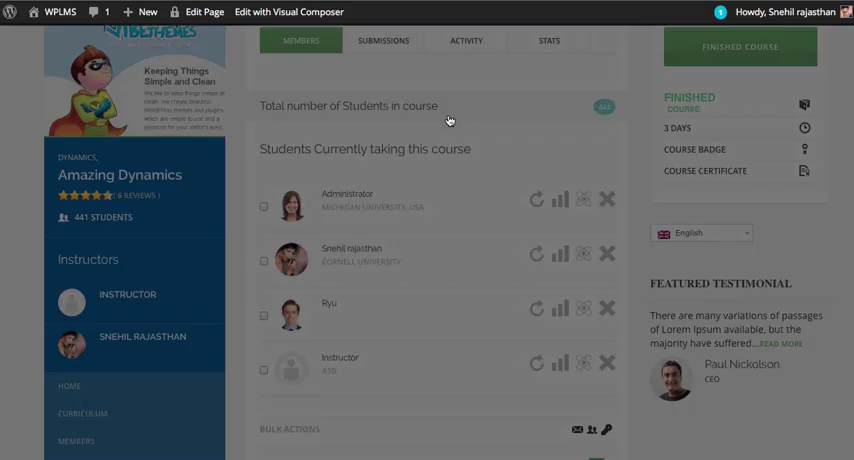 WPLMS
1
New
Edit Page
Edit with Visual Composer
1
Howdy, Snehil rajasthan
VIBETHEMES
Keeping Things
Simple and Clean
DYNAMICS,
Amazing Dynamics
( 6 REVIEWS )
441 STUDENTS
Instructors
INSTRUCTOR
SNEHIL RAJASTHAN
HOME
CURRICULUM
MEMBERS
MEMBERS
SUBMISSIONS
ACTIVITY
STATS
Total number of Students in course
441
Students Currently taking this course
Administrator
MICHIGAN UNIVERSITY, USA
Snehil rajasthan
CORNELL UNIVERSITY
Ryu
Instructor
ASD
BULK ACTIONS
FINISHED COURSE
FINISHED
COURSE
3 DAYS
COURSE BADGE
COURSE CERTIFICATE
English
FEATURED TESTIMONIAL
There are many variations of passages
of Lorem Ipsum available, but the
majority have suffered...READ MORE
Paul Nickolson
CEO